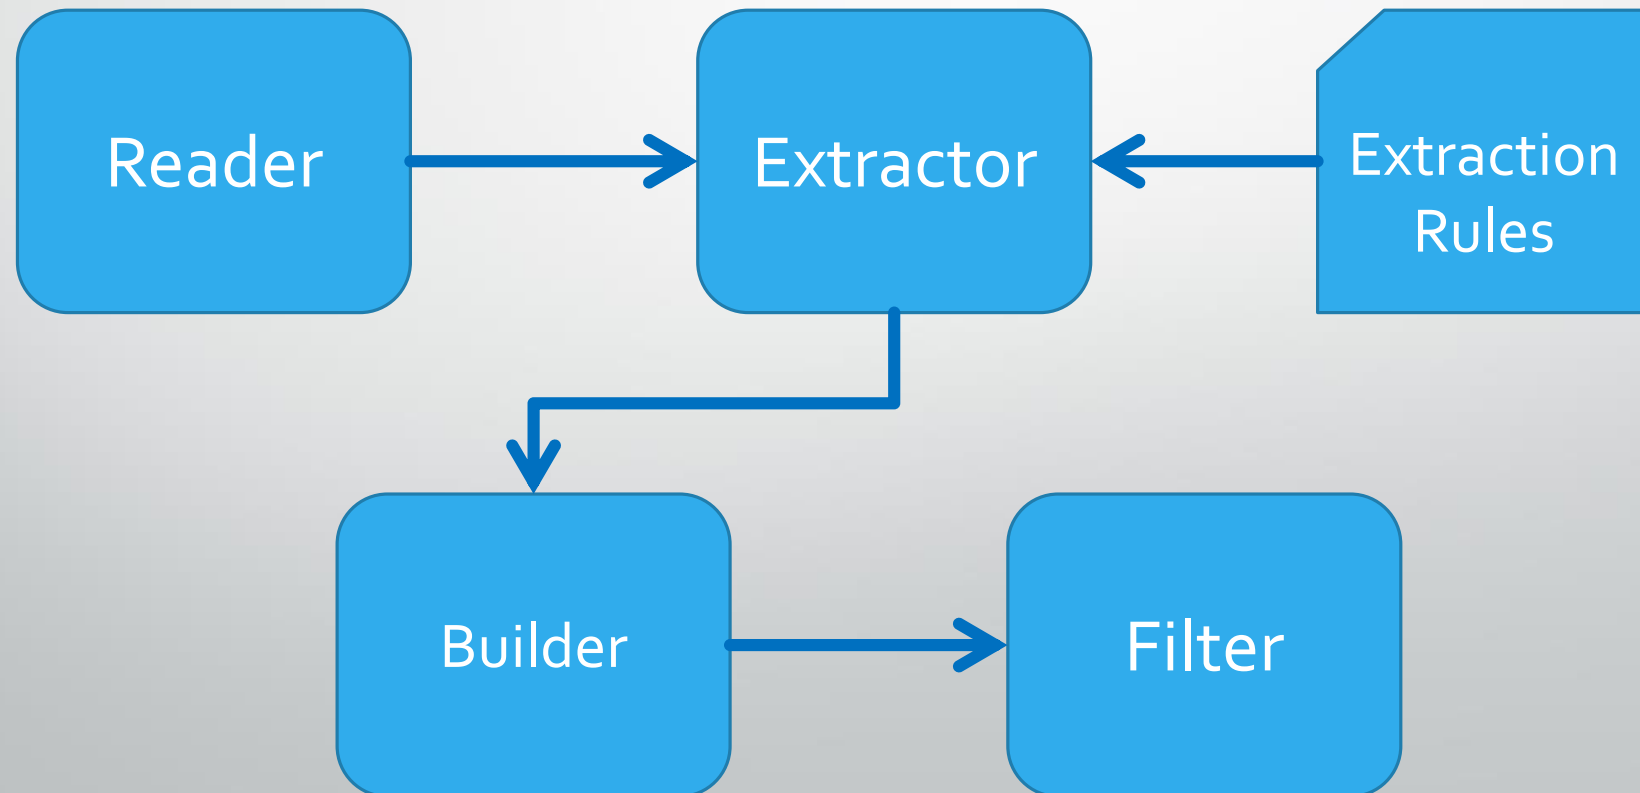 Reader
Extractor
Extraction
Rules
Builder
Filter